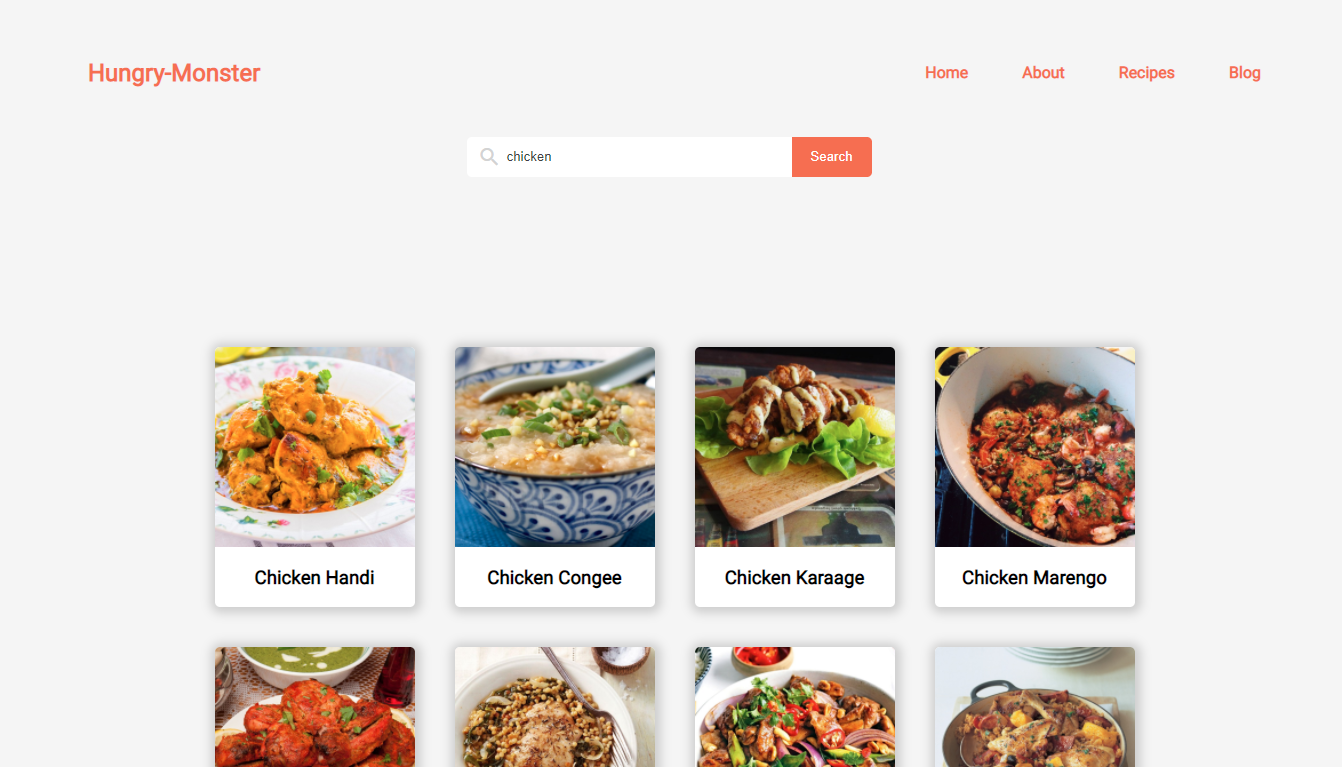 Hungry-Monster
Home About Recipes Blog
chicken Search
Chicken Handi
Chicken Congee
Chicken Karaage
Chicken Marengo